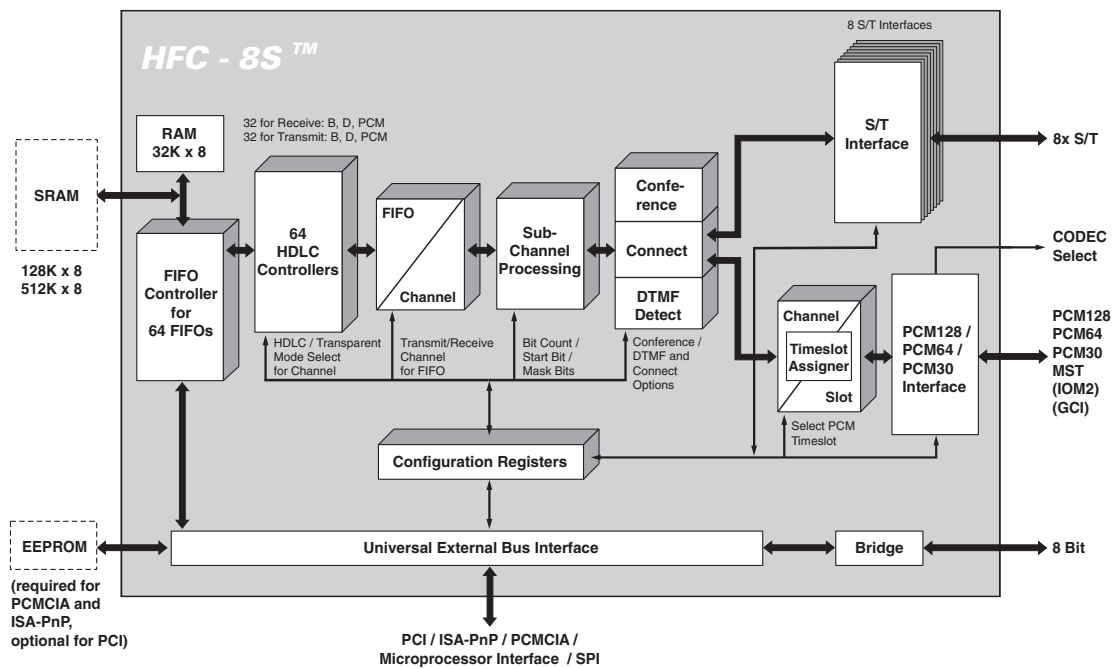 8 S/T Interfaces
HFC - 8S ™
32 for Receive: B, D, PCM
32 for Transmit: B, D, PCM
RAM
32K x 8
S/T
Interface
8x S/T
SRAM
128K x 8
512K x 8
FIFO
Controller
for
64 FIFOs
64
HDLC
Controllers
FIFO
Channel
Sub-
Channel
Processing
Confe-
rence
Connect
DTMF
Detect
CODEC
Select
HDLC / Transparent
Mode Select
for Channel
Transmit/Receive
Channel
for FIFO
Bit Count /
Start Bit /
Mask Bits
Conference /
DTMF and
Connect
Options
Channel
Timeslot
Assigner
Slot
Select PCM
Timeslot
PCM128 /
PCM64 /
PCM30
Interface
PCM128
PCM64
PCM30
MST
(IOM2)
(GCI)
Configuration Registers
EEPROM
(required for
PCMCIA and
ISA-PnP,
optional for PCI)
Universal External Bus Interface
Bridge
8 Bit
PCI / ISA-PnP / PCMCIA /
Microprocessor Interface / SPI